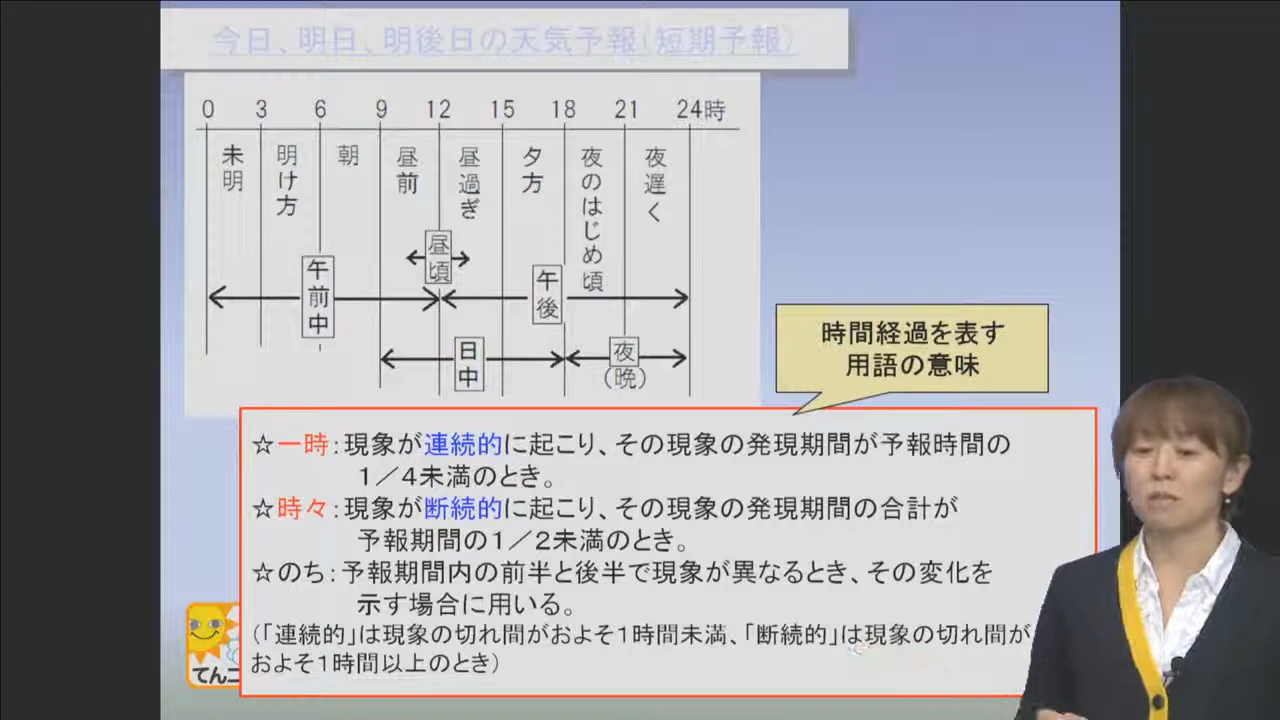 今日、明日、明後日の天気予報(短期予報)
0 3 6 9 12 15 18 21 24時
未明
明け方
朝
昼前
昼過ぎ
夕方
夜のはじめ頃
夜遅く
昼頃
午前中
午後
日中
夜
(晩)
時間経過を表す
用語の意味
☆一時:現象が連続的に起こり、その現象の発現期間が予報時間の
1/4未満のとき。
☆時々:現象が断続的に起こり、その現象の発現期間の合計が
予報期間の1/2未満のとき。
☆のち:予報期間内の前半と後半で現象が異なるとき、その変化を
示す場合に用いる。
(「連続的」は現象の切れ間がおよそ1時間未満、「断続的」は現象の切れ間が
およそ1時間以上のとき)
てんコ